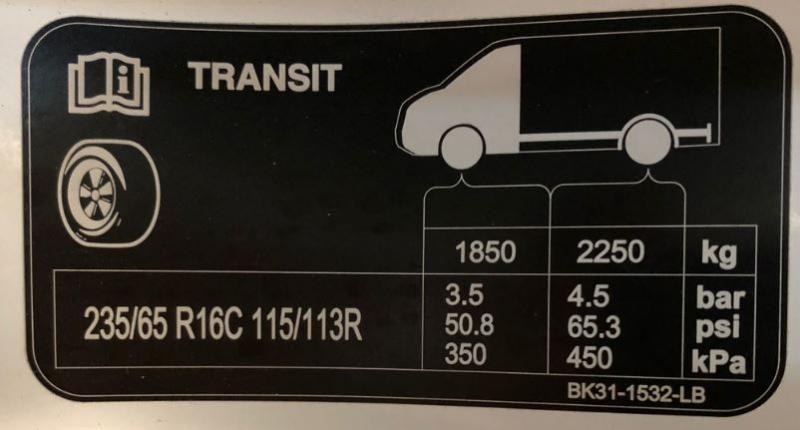 TRANSIT
1850 2250 kg
3.5 4.5 bar
235/65 R16C 115/113R 50.8 65.3 psi
350 450 kPa
BK31-1532-LB